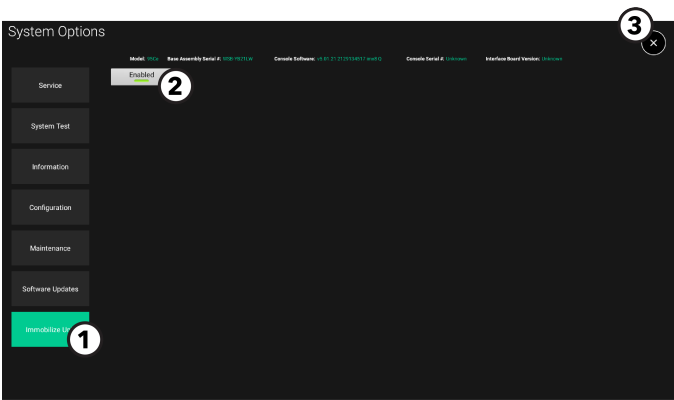 System Options
3
Model: Base Assembly Serial #: Console Software: Console Serial #: Unknown Interface Board Version: Unknown
Enabled
2
Service
System Test
Information
Configuration
Maintenance
Software Updates
Immobilize
1